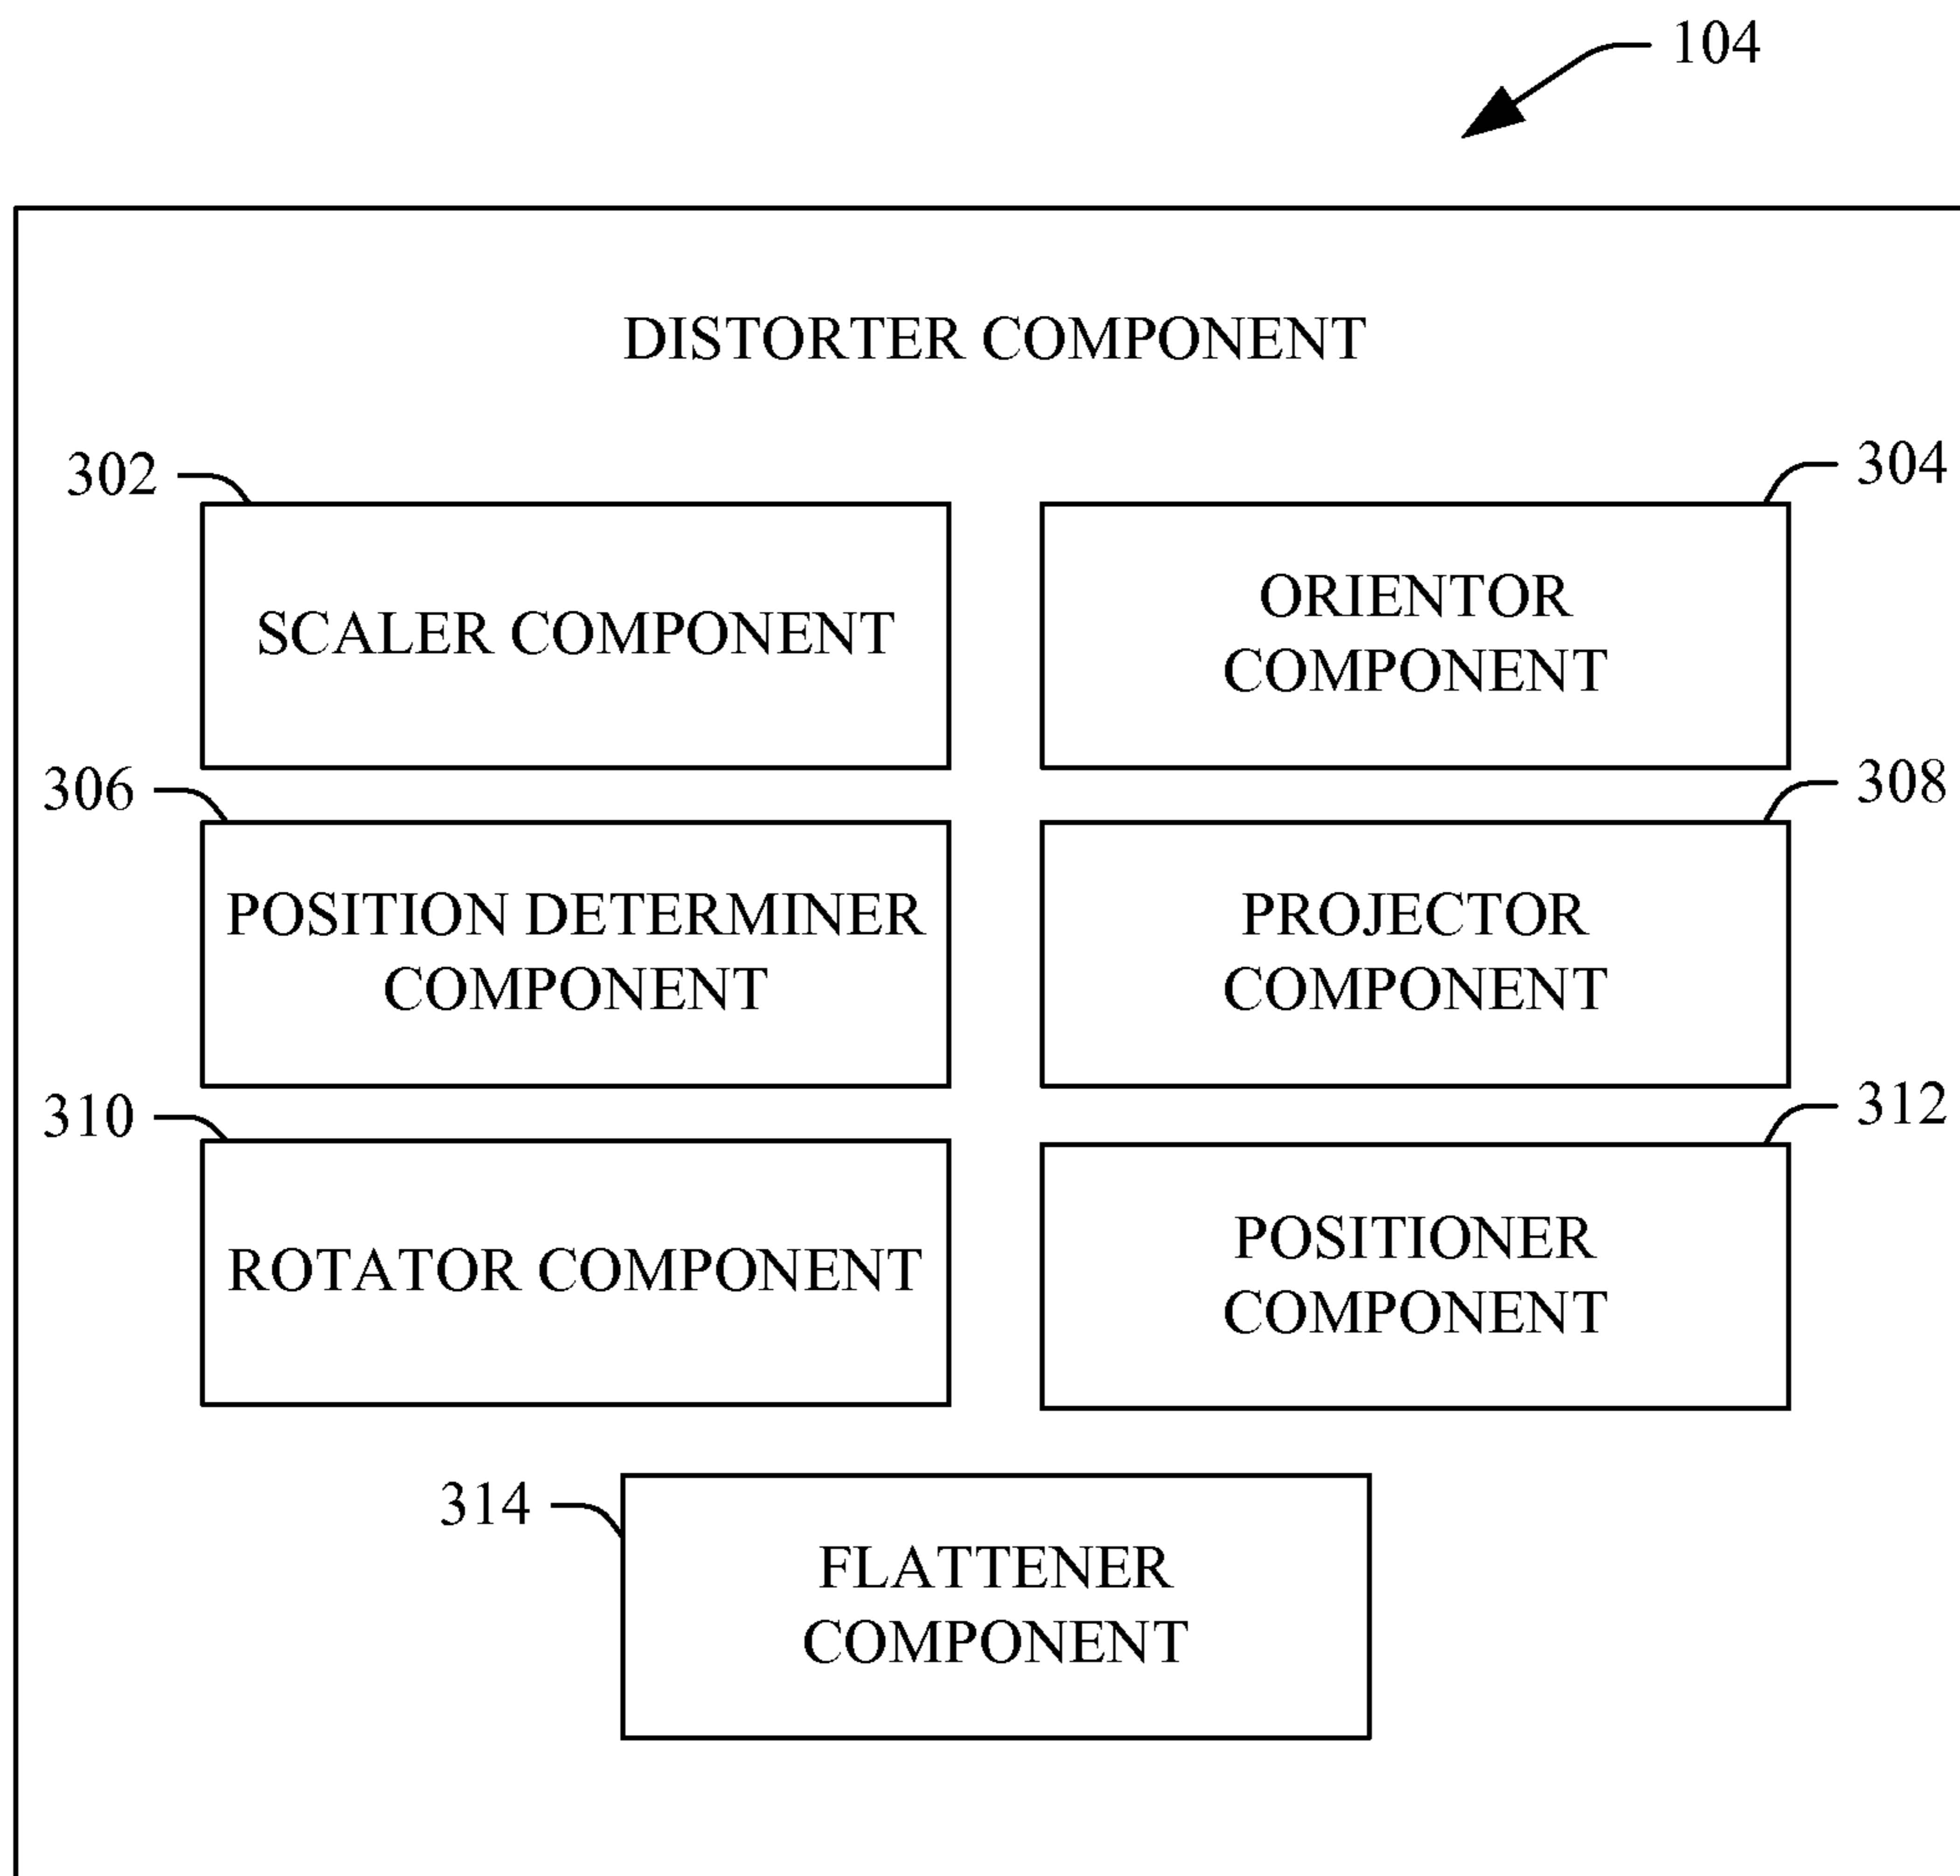 104
DISTORTER COMPONENT
302
304
SCALER COMPONENT
ORIENTOR
COMPONENT
306
308
POSITION DETERMINER
COMPONENT
PROJECTOR
COMPONENT
310
312
ROTATOR COMPONENT
POSITIONER
COMPONENT
314
FLATTENER
COMPONENT